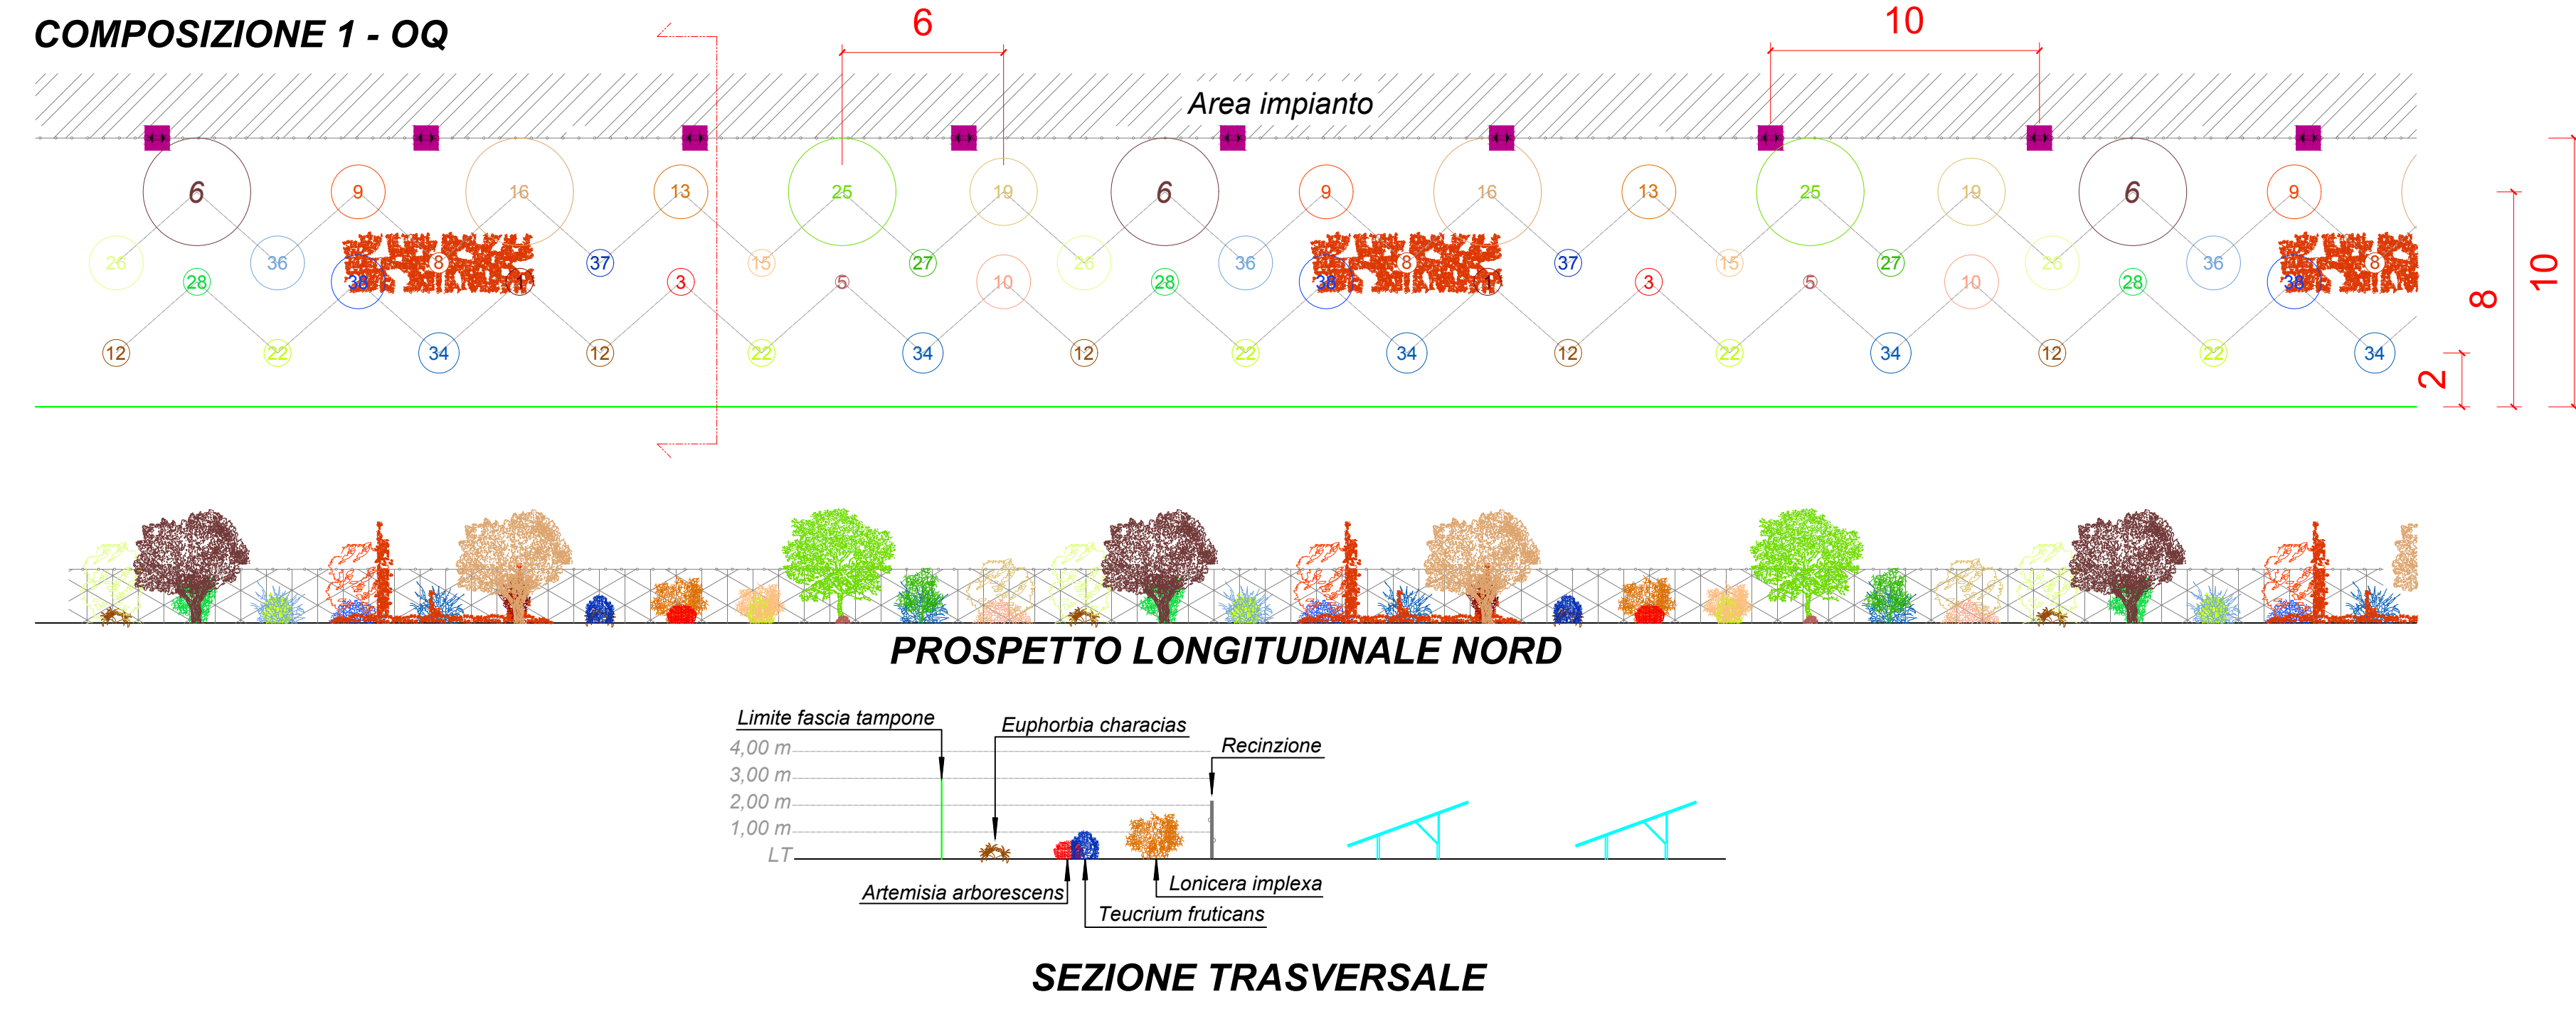 COMPOSIZIONE 1 - OQ
6
10
Area impianto
6 9 16 13 25 19 6 9 16 13 25 19 6 9
26 36 8 37 15 27 26 36 8 37 15 27 26 36 8
28 38 1 3 5 10 28 38 1 3 5 10 28 38
12 22 34 12 22 34 12 22 34 12 22 34 12 22 34
2
8
10
PROSPETTO LONGITUDINALE NORD
Limite fascia tampone
Euphorbia characias
Recinzione
4,00 m
3,00 m
2,00 m
1,00 m
LT
Artemisia arborescens
Lonicera implexa
Teucrium fruticans
SEZIONE TRASVERSALE